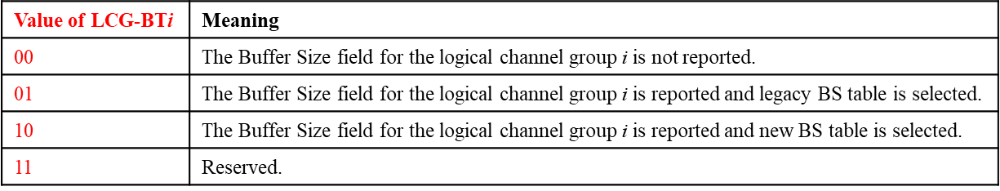 Value of LCG-BTi Meaning
00 The Buffer Size field for the logical channel group i is not reported.
01 The Buffer Size field for the logical channel group i is reported and legacy BS table is selected.
10 The Buffer Size field for the logical channel group i is reported and new BS table is selected.
11 Reserved.